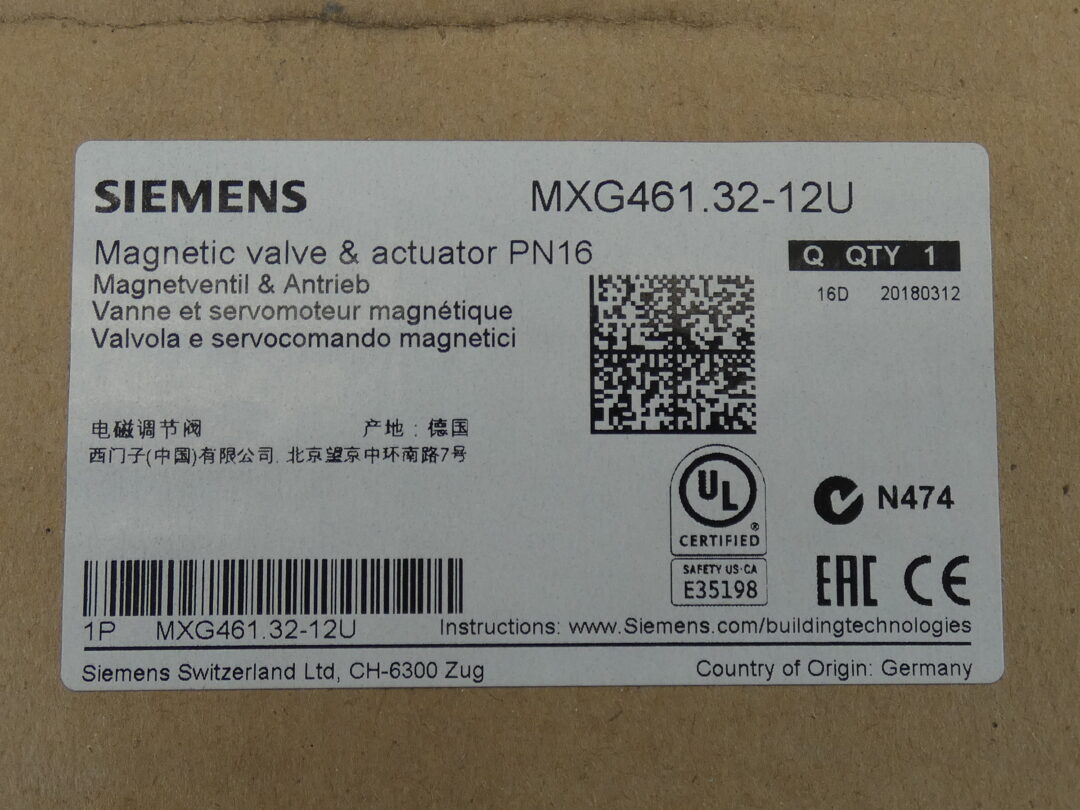 SIEMENS
MXG461.32-12U
Magnetic valve & actuator PN16
Magnetventil & Antrieb
Vanne et servomoteur magnétique
Valvola e servocomando magnetici
Q QTY 1
16D 20180312
电磁调节阀 产地：德国
西门子(中国)有限公司. 北京望京中环南路7号
UL
®
CERTIFIED
SAFETY US·CA
E35198
N474
EAC CE
1P MXG461.32-12U
Instructions: www.Siemens.com/buildingtechnologies
Siemens Switzerland Ltd, CH-6300 Zug
Country of Origin: Germany